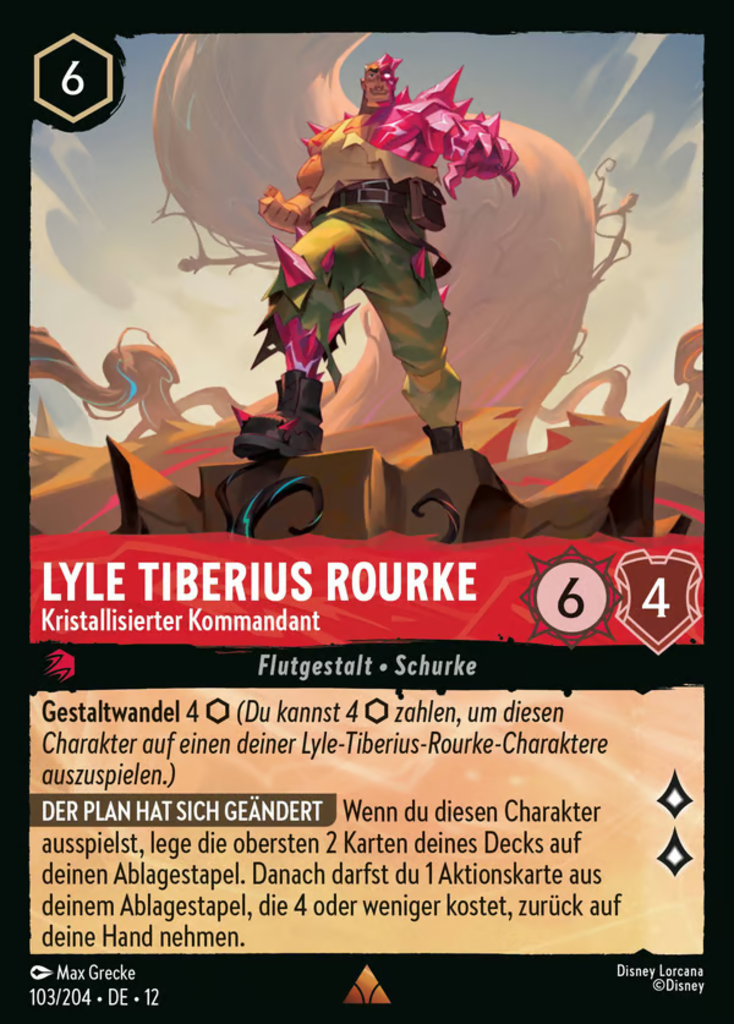 6
LYLE TIBERIUS ROURKE
Kristallisierter Kommandant
6 4
Flutgestalt • Schurke
Gestaltwandel 4 ⬡ (Du kannst 4 ⬡ zahlen, um diesen
Charakter auf einen deiner Lyle-Tiberius-Rourke-Charaktere
auszuspielen.)
DER PLAN HAT SICH GEÄNDERT Wenn du diesen Charakter
ausspielst, lege die obersten 2 Karten deines Decks auf
deinen Ablagestapel. Danach darfst du 1 Aktionskarte aus
deinem Ablagestapel, die 4 oder weniger kostet, zurück auf
deine Hand nehmen.
Max Grecke
103/204 • DE • 12
Disney Lorcana
©Disney